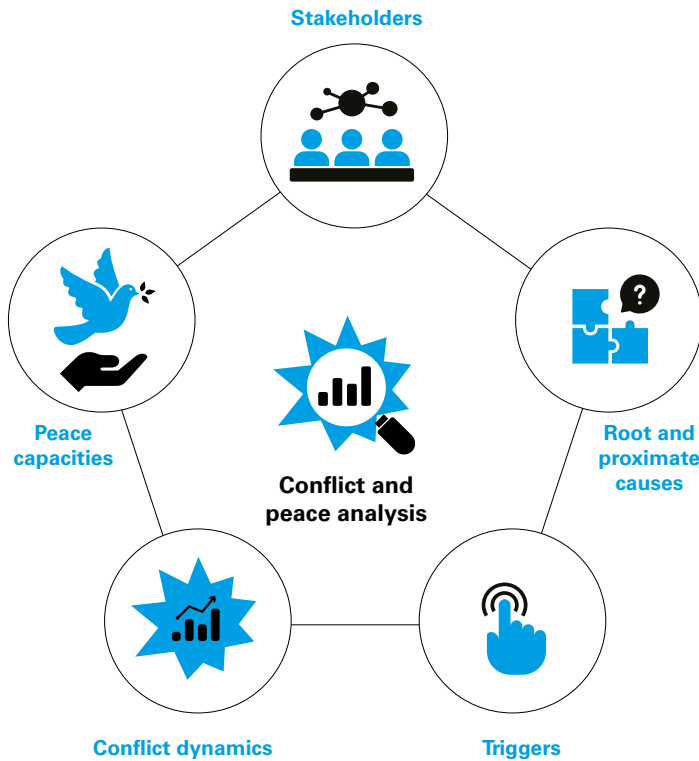 Stakeholders
?
Peace
capacities
Root and
proximate
causes
Conflict and
peace analysis
Conflict dynamics
Triggers